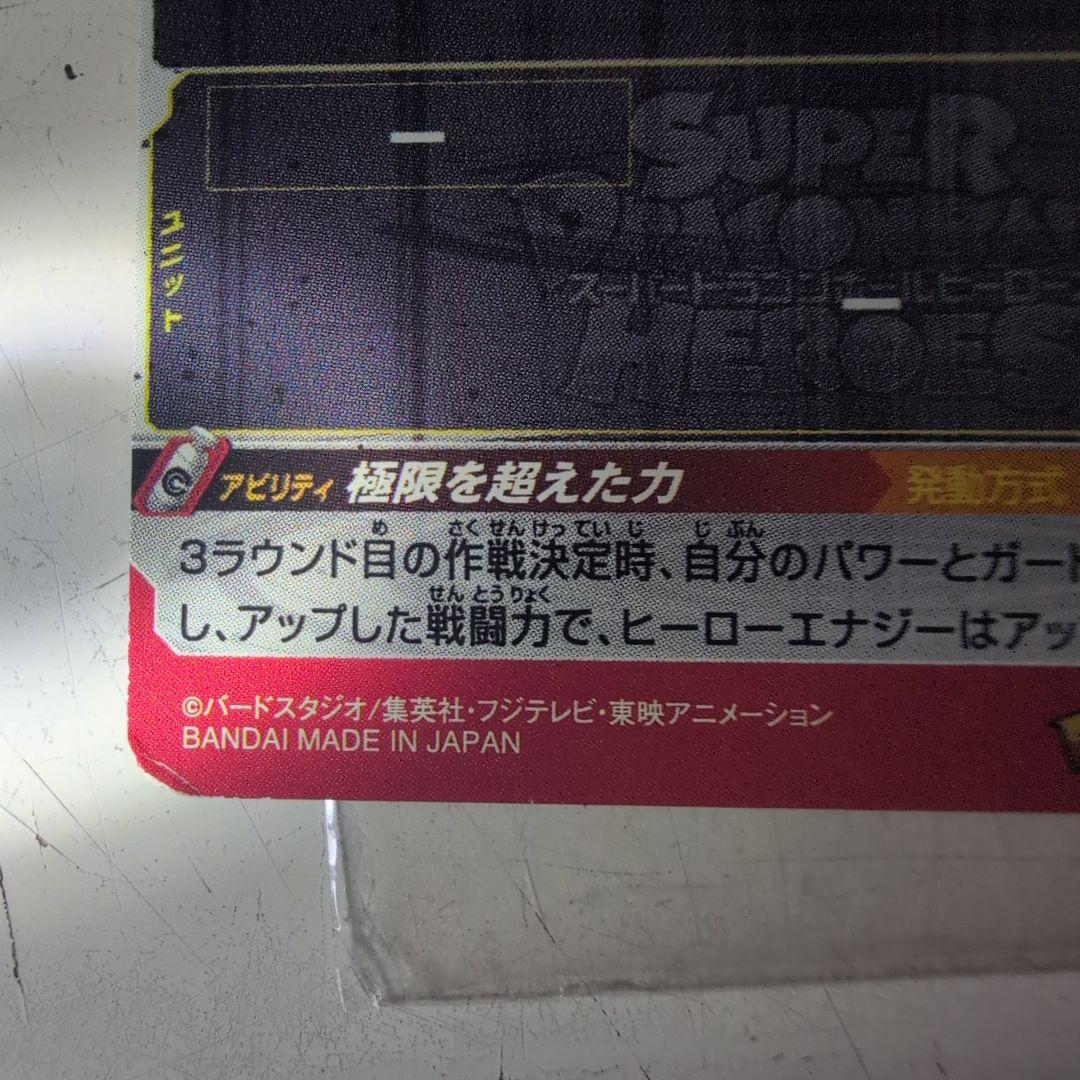 SUPER
スーパードラゴンボールヒーロー
HEROES
ユニット
アビリティ 極限を超えた力 発動方式
3ラウンド目の作戦決定時、自分のパワーとガード
し、アップした戦闘力で、ヒーローエナジーはアッ
©バードスタジオ/集英社・フジテレビ・東映アニメーション
BANDAI MADE IN JAPAN